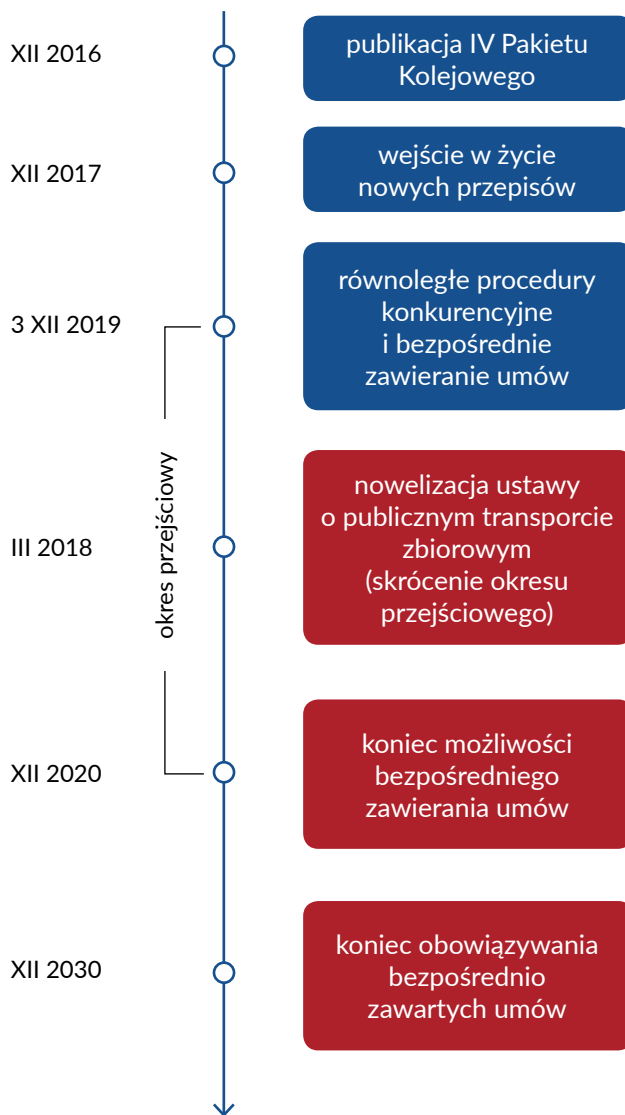 XII 2016
publikacja IV Pakietu
Kolejowego
XII 2017
wejście w życie
nowych przepisów
3 XII 2019
równoległe procedury
konkurencyjne
i bezpośrednie
zawieranie umów
okres przejściowy
III 2018
nowelizacja ustawy
o publicznym transporcie
zbiorowym
(skrócenie okresu
przejściowego)
XII 2020
koniec możliwości
bezpośredniego
zawierania umów
XII 2030
koniec obowiązywania
bezpośrednio
zawartych umów